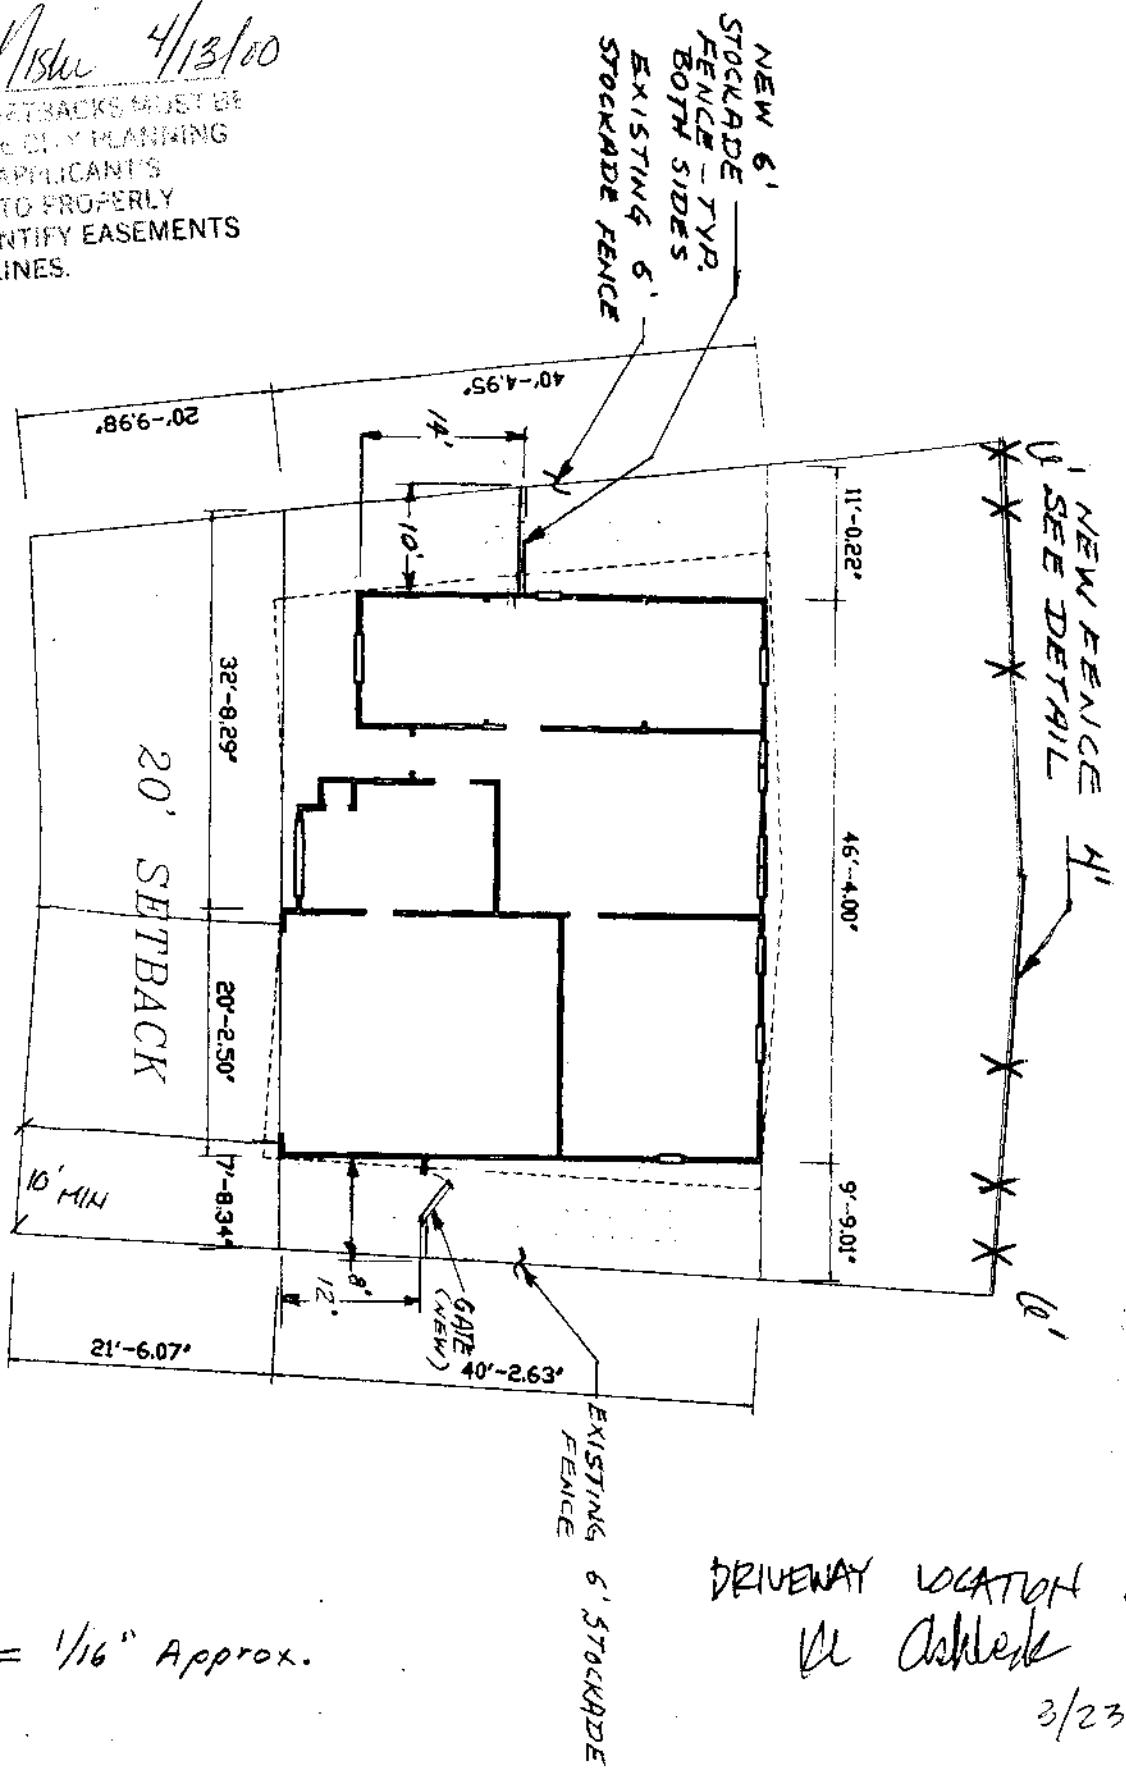 4/13/00
SETBACKS MUST BE
CITY PLANNING
APPLICANT'S
TO PROPERLY
NTIFY EASEMENTS
LINES.
NEW 6'
STOCKADE
FENCE - TYP.
BOTH SIDES
EXISTING 6'
STOCKADE FENCE
6' NEW FENCE 4'
SEE DETAIL
6'
40'-4.95"
20'-9.98"
14'
10'
11'-0.22"
46'-4.00"
9'-9.01"
32'-8.29"
20'-2.50"
7'-8.34"
20' SETBACK
10' MIN
8'
12'
GATE
(NEW)
21'-6.07"
40'-2.63"
EXISTING 6' STOCKADE
FENCE
DRIVEWAY LOCATION
3/23
= 1/16" Approx.